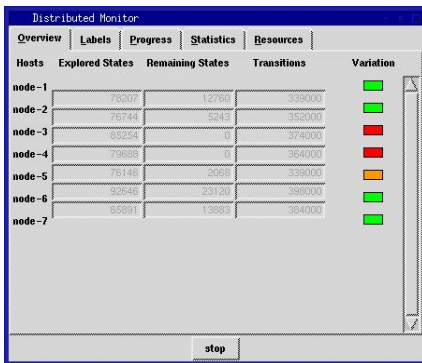 Distributed Monitor
Overview Labels Progress Statistics Resources
Hosts Explored States Remaining States Transitions Variation
node-1 78207 12760 339000
node-2 76744 5243 352000
node-3 85254 0 374000
node-4 79688 0 364000
node-5 76146 2068 339000
node-6 92646 23120 398000
node-7 85891 13883 384000
stop